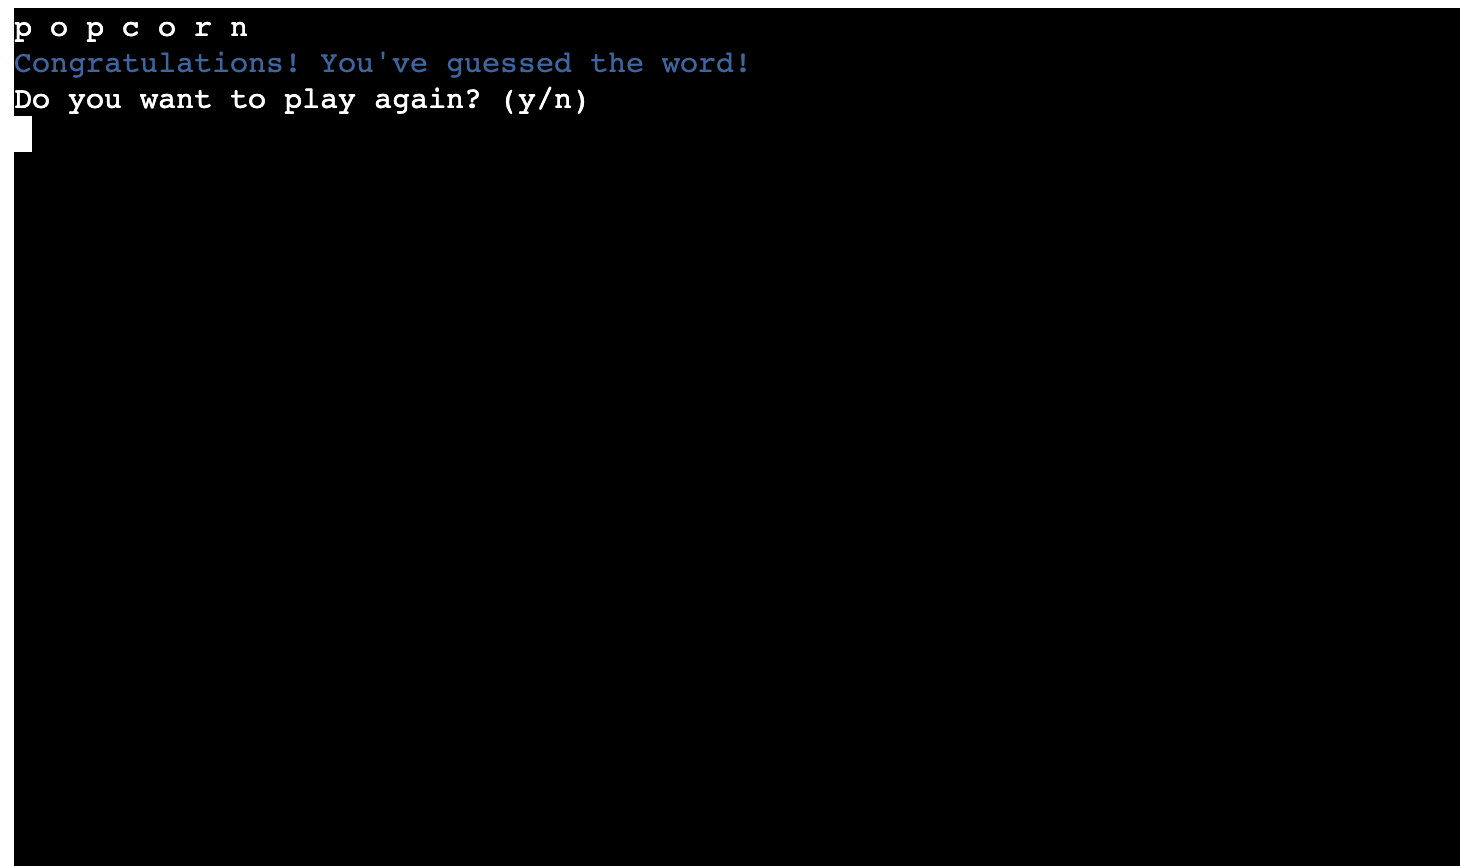 p o p c o r n
Congratulations! You've guessed the word!
Do you want to play again? (y/n)